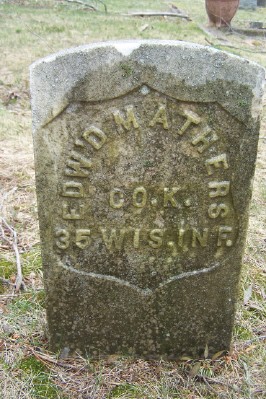 EDW'D MATHERS
CO. K.
35 WIS. INF.